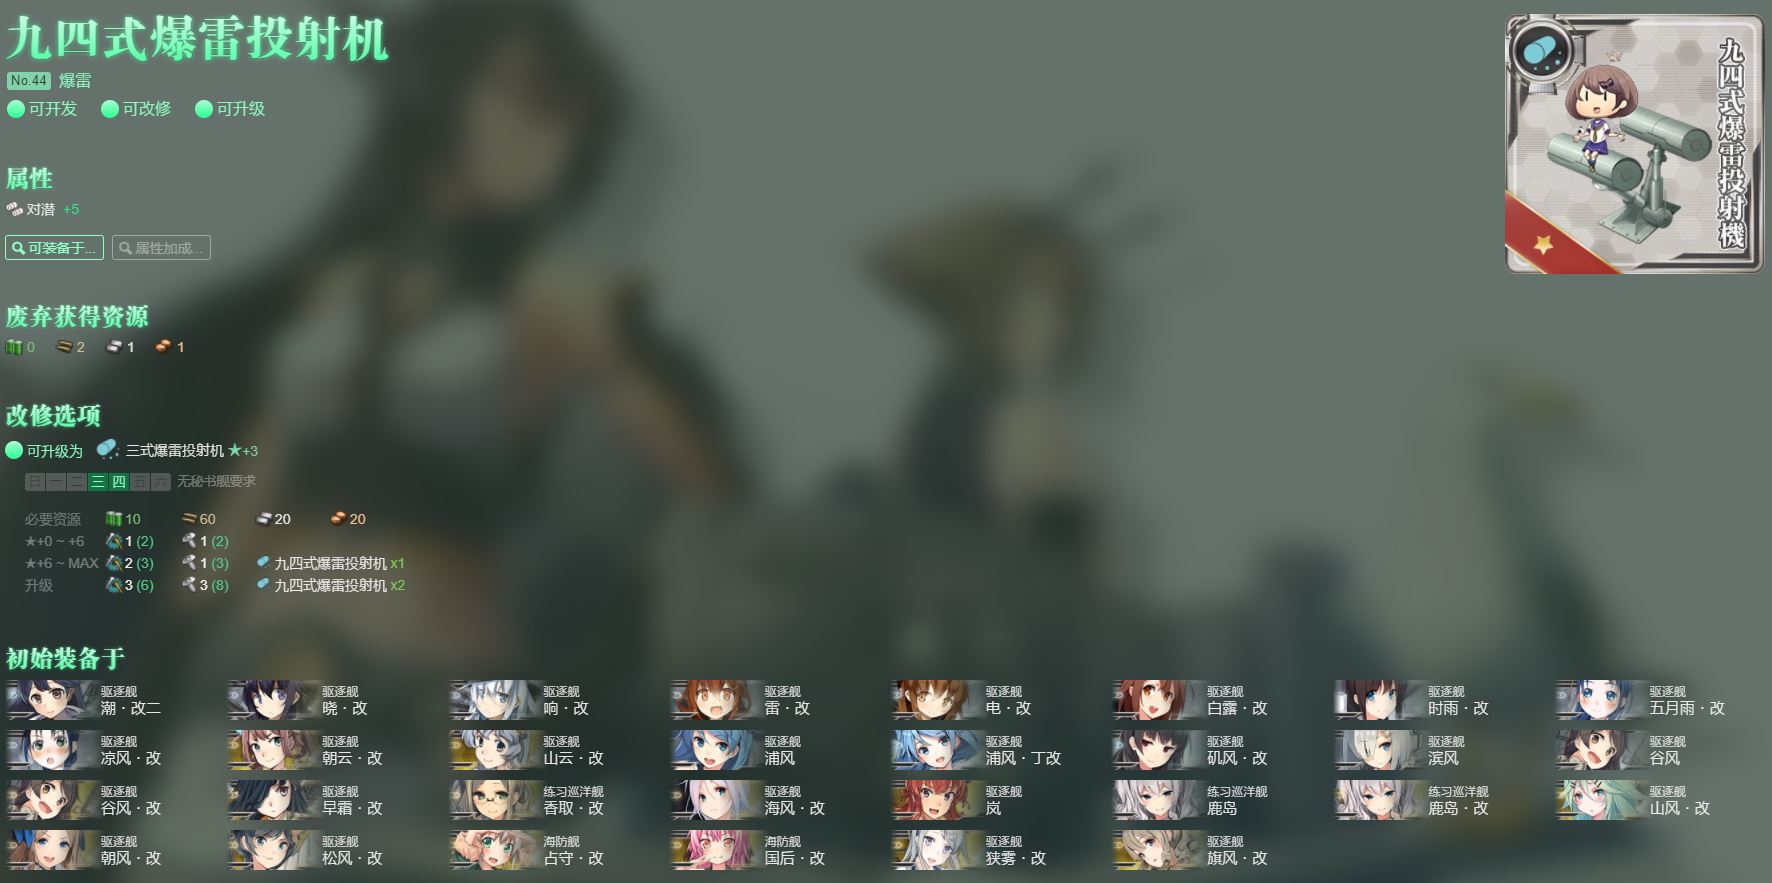 九四式爆雷投射机
No.44 爆雷
可开发 可改修 可升级
九四式爆雷投射機
属性
对潜 +5
可装备于... 属性加成...
废弃获得资源
0 2 1 1
改修选项
可升级为 三式爆雷投射机 ★+3
日 一 二 三 四 五 六 无秘书舰要求
必要资源 10 60 20 20
★+0 ~ +6 1 (2) 1 (2)
★+6 ~ MAX 2 (3) 1 (3) 九四式爆雷投射机 x1
升级 3 (6) 3 (8) 九四式爆雷投射机 x2
初始装备于
驱逐舰 驱逐舰 驱逐舰 驱逐舰 驱逐舰 驱逐舰 驱逐舰 驱逐舰
潮·改二 晓·改 响·改 雷·改 电·改 白露·改 时雨·改 五月雨·改
驱逐舰 驱逐舰 驱逐舰 驱逐舰 驱逐舰 驱逐舰 驱逐舰 驱逐舰
凉风·改 朝云·改 山云·改 浦风 浦风·丁改 矶风·改 滨风 谷风
驱逐舰 驱逐舰 练习巡洋舰 驱逐舰 驱逐舰 练习巡洋舰 练习巡洋舰 驱逐舰
谷风·改 早霜·改 香取·改 海风·改 岚 鹿岛 鹿岛·改 山风·改
驱逐舰 驱逐舰 海防舰 海防舰 驱逐舰 驱逐舰
朝风·改 松风·改 占守·改 国后·改 狭雾·改 旗风·改